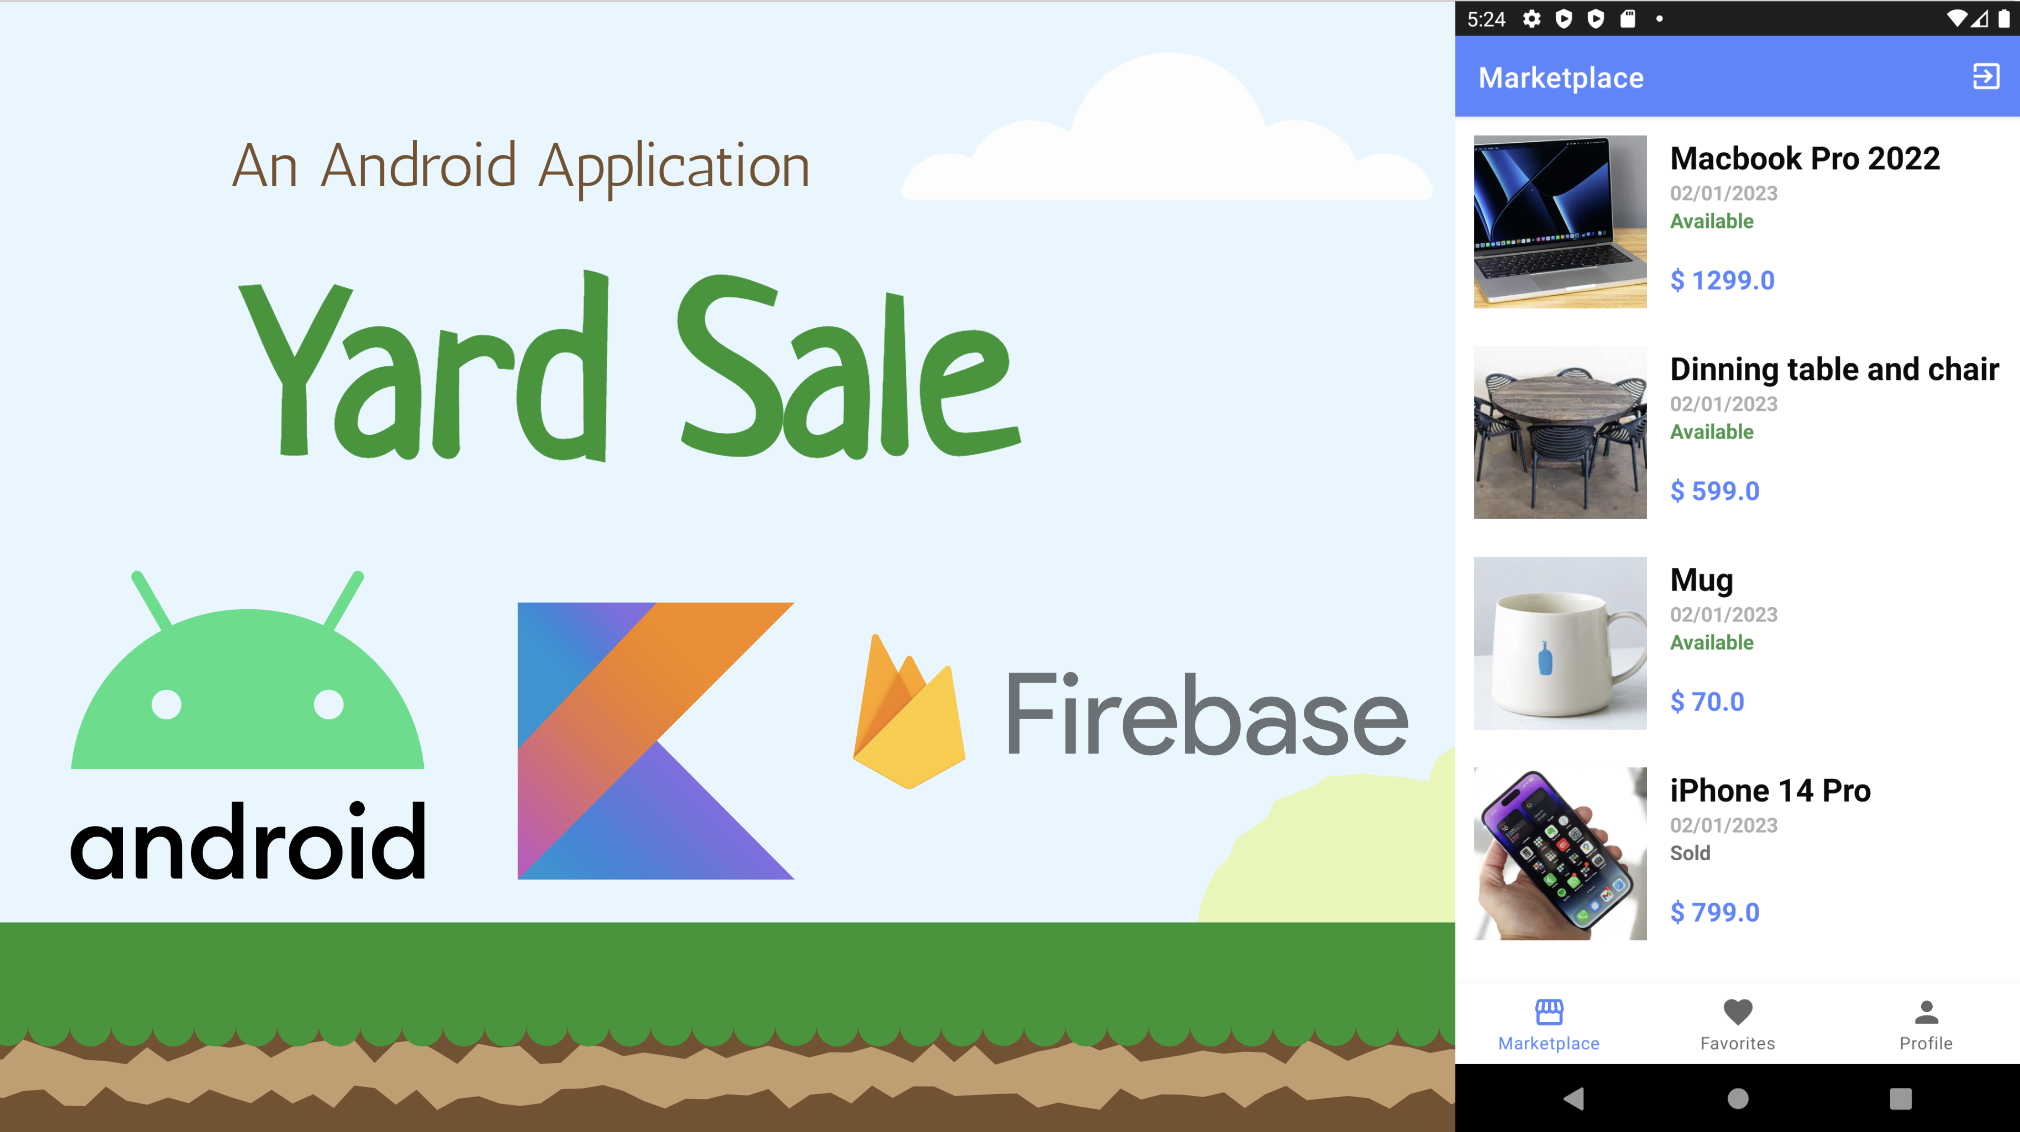 An Android Application
Yard Sale
android
Firebase
5:24
Marketplace
Macbook Pro 2022
02/01/2023
Available
$ 1299.0
Dinning table and chair
02/01/2023
Available
$ 599.0
Mug
02/01/2023
Available
$ 70.0
iPhone 14 Pro
02/01/2023
Sold
$ 799.0
Marketplace
Favorites
Profile